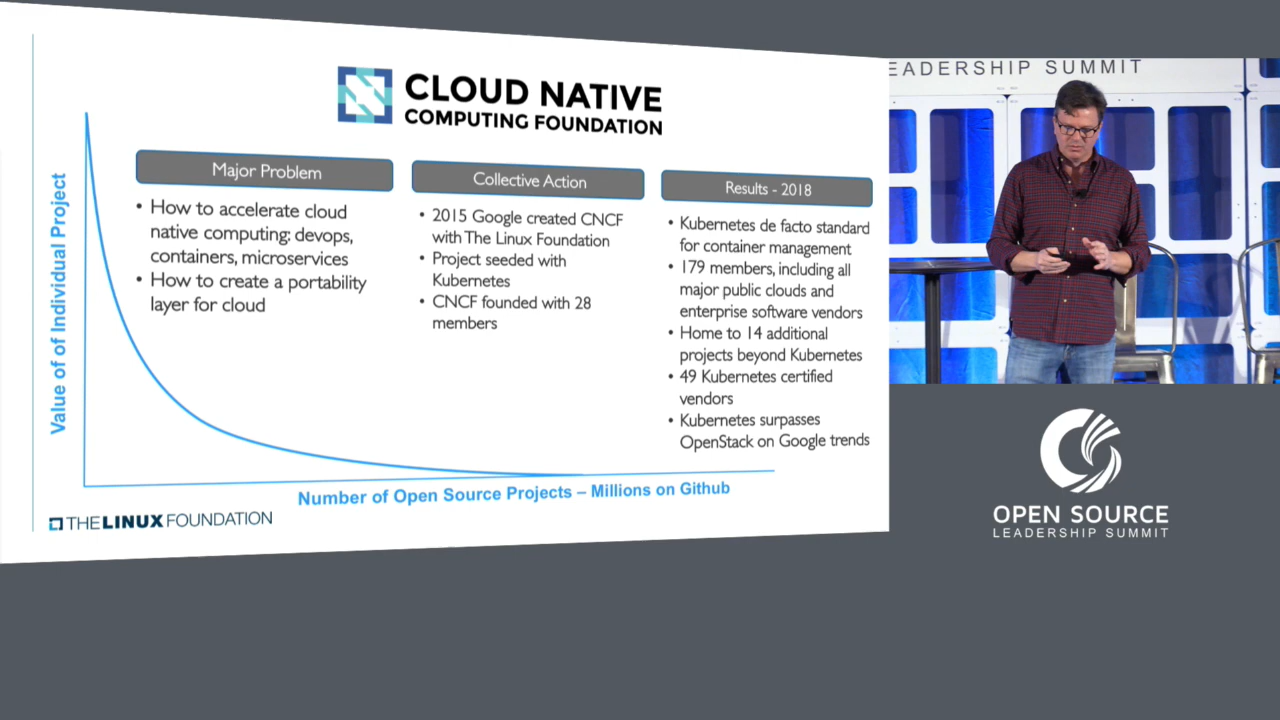 CLOUD NATIVE
COMPUTING FOUNDATION
Value of of Individual Project
Major Problem
• How to accelerate cloud
native computing: devops,
containers, microservices
• How to create a portability
layer for cloud
Collective Action
• 2015 Google created CNCF
with The Linux Foundation
• Project seeded with
Kubernetes
• CNCF founded with 28
members
Results - 2018
• Kubernetes de facto standard
for container management
• 179 members, including all
major public clouds and
enterprise software vendors
• Home to 14 additional
projects beyond Kubernetes
• 49 Kubernetes certified
vendors
• Kubernetes surpasses
OpenStack on Google trends
Number of Open Source Projects – Millions on Github
THE LINUX FOUNDATION
EADERSHIP SUMMIT
OPEN SOURCE
LEADERSHIP SUMMIT